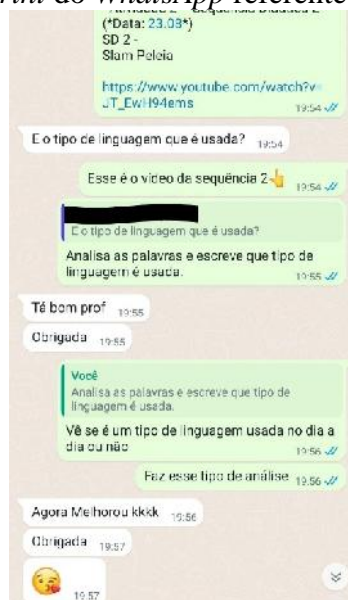 rint do WhatsApp referente
(*Data: 23.03*)
SD 2 -
Slam Peleia
https://www.youtube.com/watch?v=
JT_EwH94ems
19:54
E o tipo de linguagem que é usada?
19:54
Esse é o video da sequência 2👆
19:54
E o tipo de linguagem que é usada?
Analisa as palavras e escreve que tipo de
linguagem é usada.
19:55
Tá bom prof
19:55
Obrigada
19:55
Você
Analisa as palavras e escreve que tipo de
linguagem é usada.
Vê se é um tipo de linguagem usada no dia a
dia ou não
19:56
Faz esse tipo de análise
19:56
Agora Melhorou kkkk
19:56
Obrigada
19:57
😘
19:57